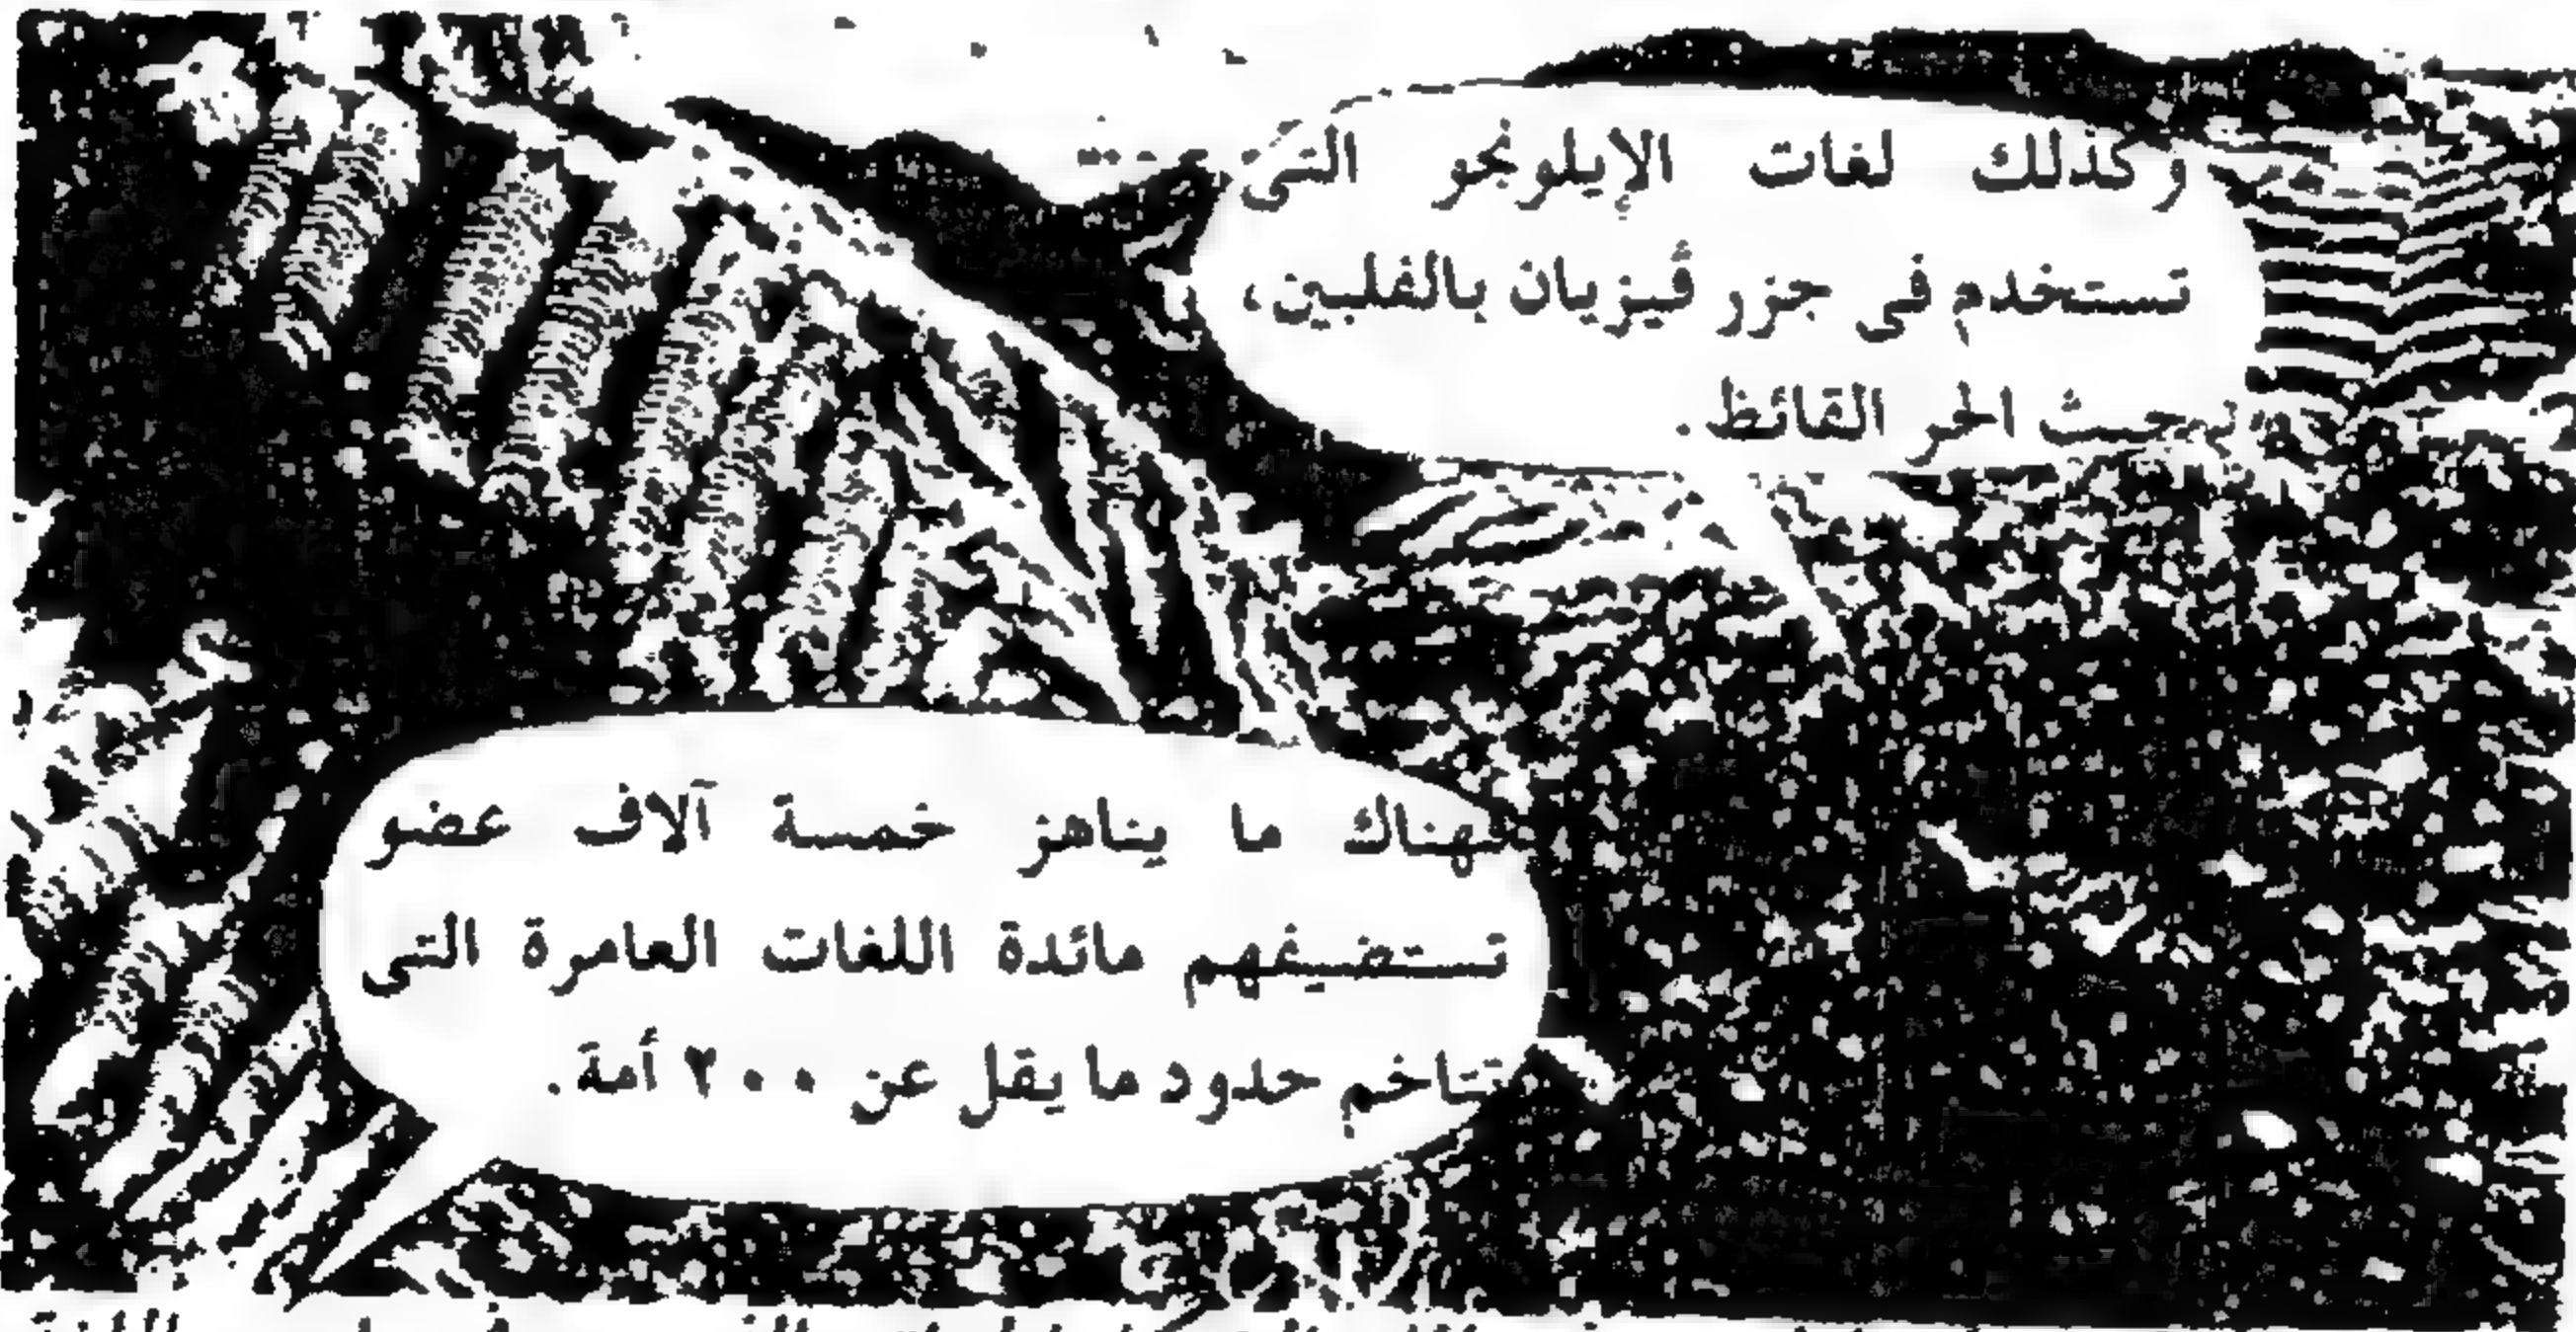 وكذلك لغات الإيلونجو التى
تستخدم فى جزر ڤيزيان بالفلبين،
حيث الحر القائظ.
فهناك ما يناهز خمسة آلاف عضو
تستضيفهم مائدة اللغات العامرة التى
تتاخم حدود ما يقل عن ٢٠٠ أمة.